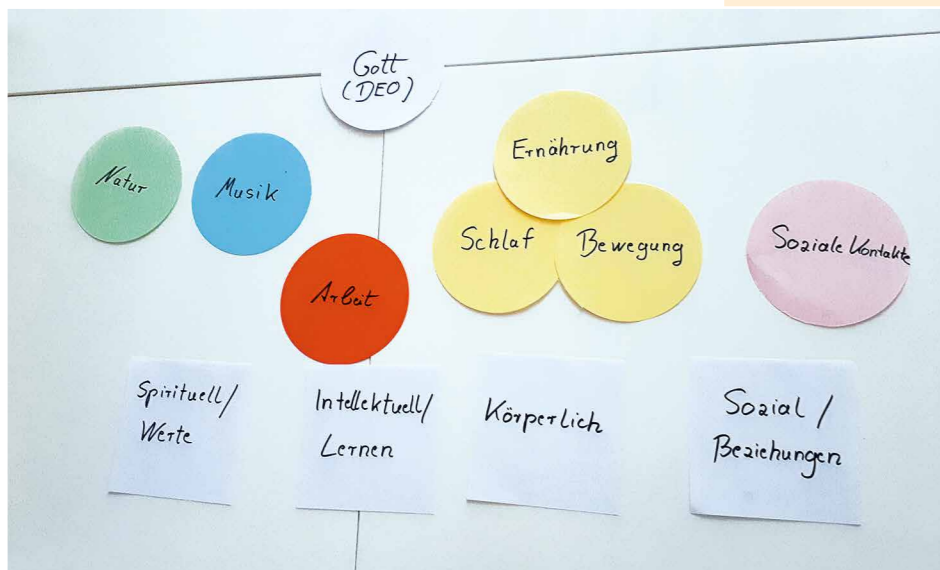 Gott
(DEO)
Natur
Musik
Arbeit
Ernährung
Schlaf
Bewegung
Soziale Kontakte
Spirituell/
Werte
Intellektuell/
Lernen
Körperlich
Sozial /
Beziehungen